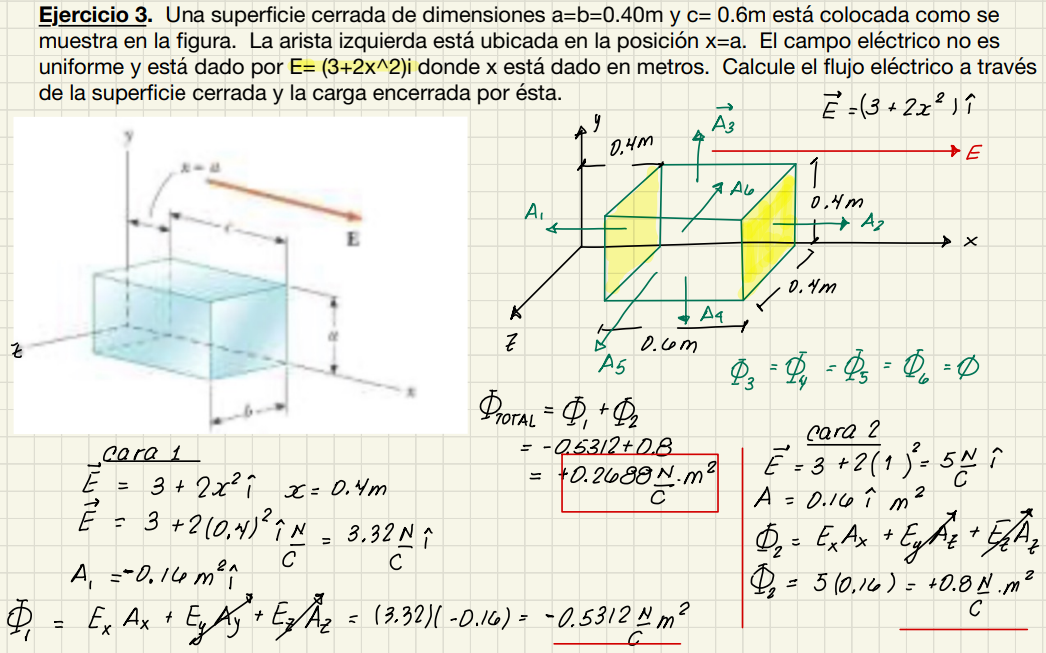 Ejercicio 3. Una superficie cerrada de dimensiones a=b=0.40m y c= 0.6m está colocada como se
muestra en la figura. La arista izquierda está ubicada en la posición x=a. El campo eléctrico no es
uniforme y está dado por E= (3+2x^2)i donde x está dado en metros. Calcule el flujo eléctrico a través
de la superficie cerrada y la carga encerrada por ésta.
E⃗ = (3 + 2x²) î
y
x = a
c
E
a
z
x
b
y
0.4m
A⃗3
E
A6
A1
0.4m
A2
x
0.4m
z
A4
0.6m
A5
Φ3 = Φ4 = Φ5 = Φ6 = Ø
ΦTOTAL = Φ1 + Φ2
= -0.5312 + 0.8
= +0.2688 N/C · m²
cara 1
E⃗ = 3 + 2x² î x = 0.4m
E⃗ = 3 + 2(0,4)² î N/C = 3.32 N/C î
A1 = -0.16 m² î
Φ1 = Ex Ax + Ey Ay + Ez Az = (3.32)(-0.16) = -0.5312 N/C m²
cara 2
E⃗ = 3 + 2(1)² = 5 N/C î
A = 0.16 î m²
Φ2 = Ex Ax + Ey Az + Ez Az
Φ2 = 5(0,16) = +0.8 N/C · m²